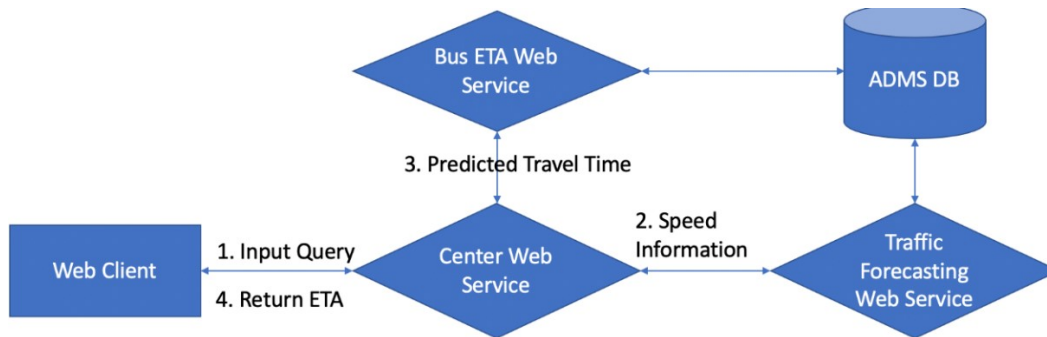 Bus ETA Web
Service
ADMS DB
3. Predicted Travel Time
2. Speed
Information
1. Input Query
4. Return ETA
Web Client
Center Web
Service
Traffic
Forecasting
Web Service